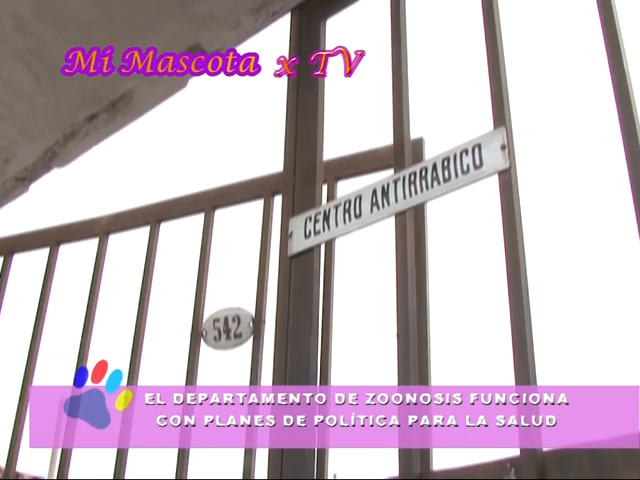 Mi Mascota x TV
CENTRO ANTIRRABICO
542
EL DEPARTAMENTO DE ZOONOSIS FUNCIONA
CON PLANES DE POLÍTICA PARA LA SALUD